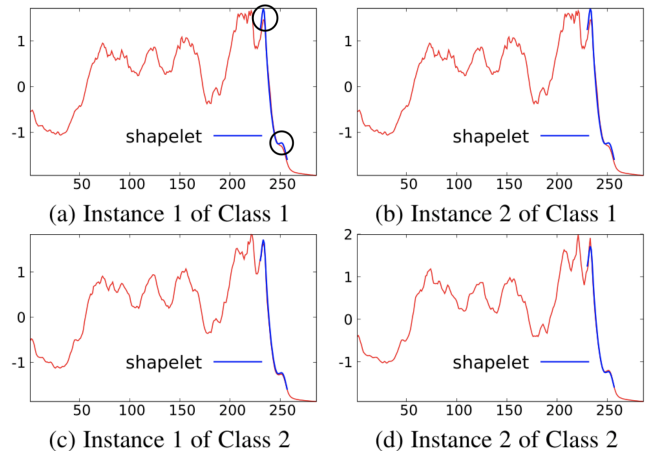 1
0
-1
shapelet
50 100 150 200 250
(a) Instance 1 of Class 1
1
0
-1
shapelet
50 100 150 200 250
(b) Instance 2 of Class 1
1
0
-1
shapelet
50 100 150 200 250
(c) Instance 1 of Class 2
2
1
0
-1
shapelet
50 100 150 200 250
(d) Instance 2 of Class 2